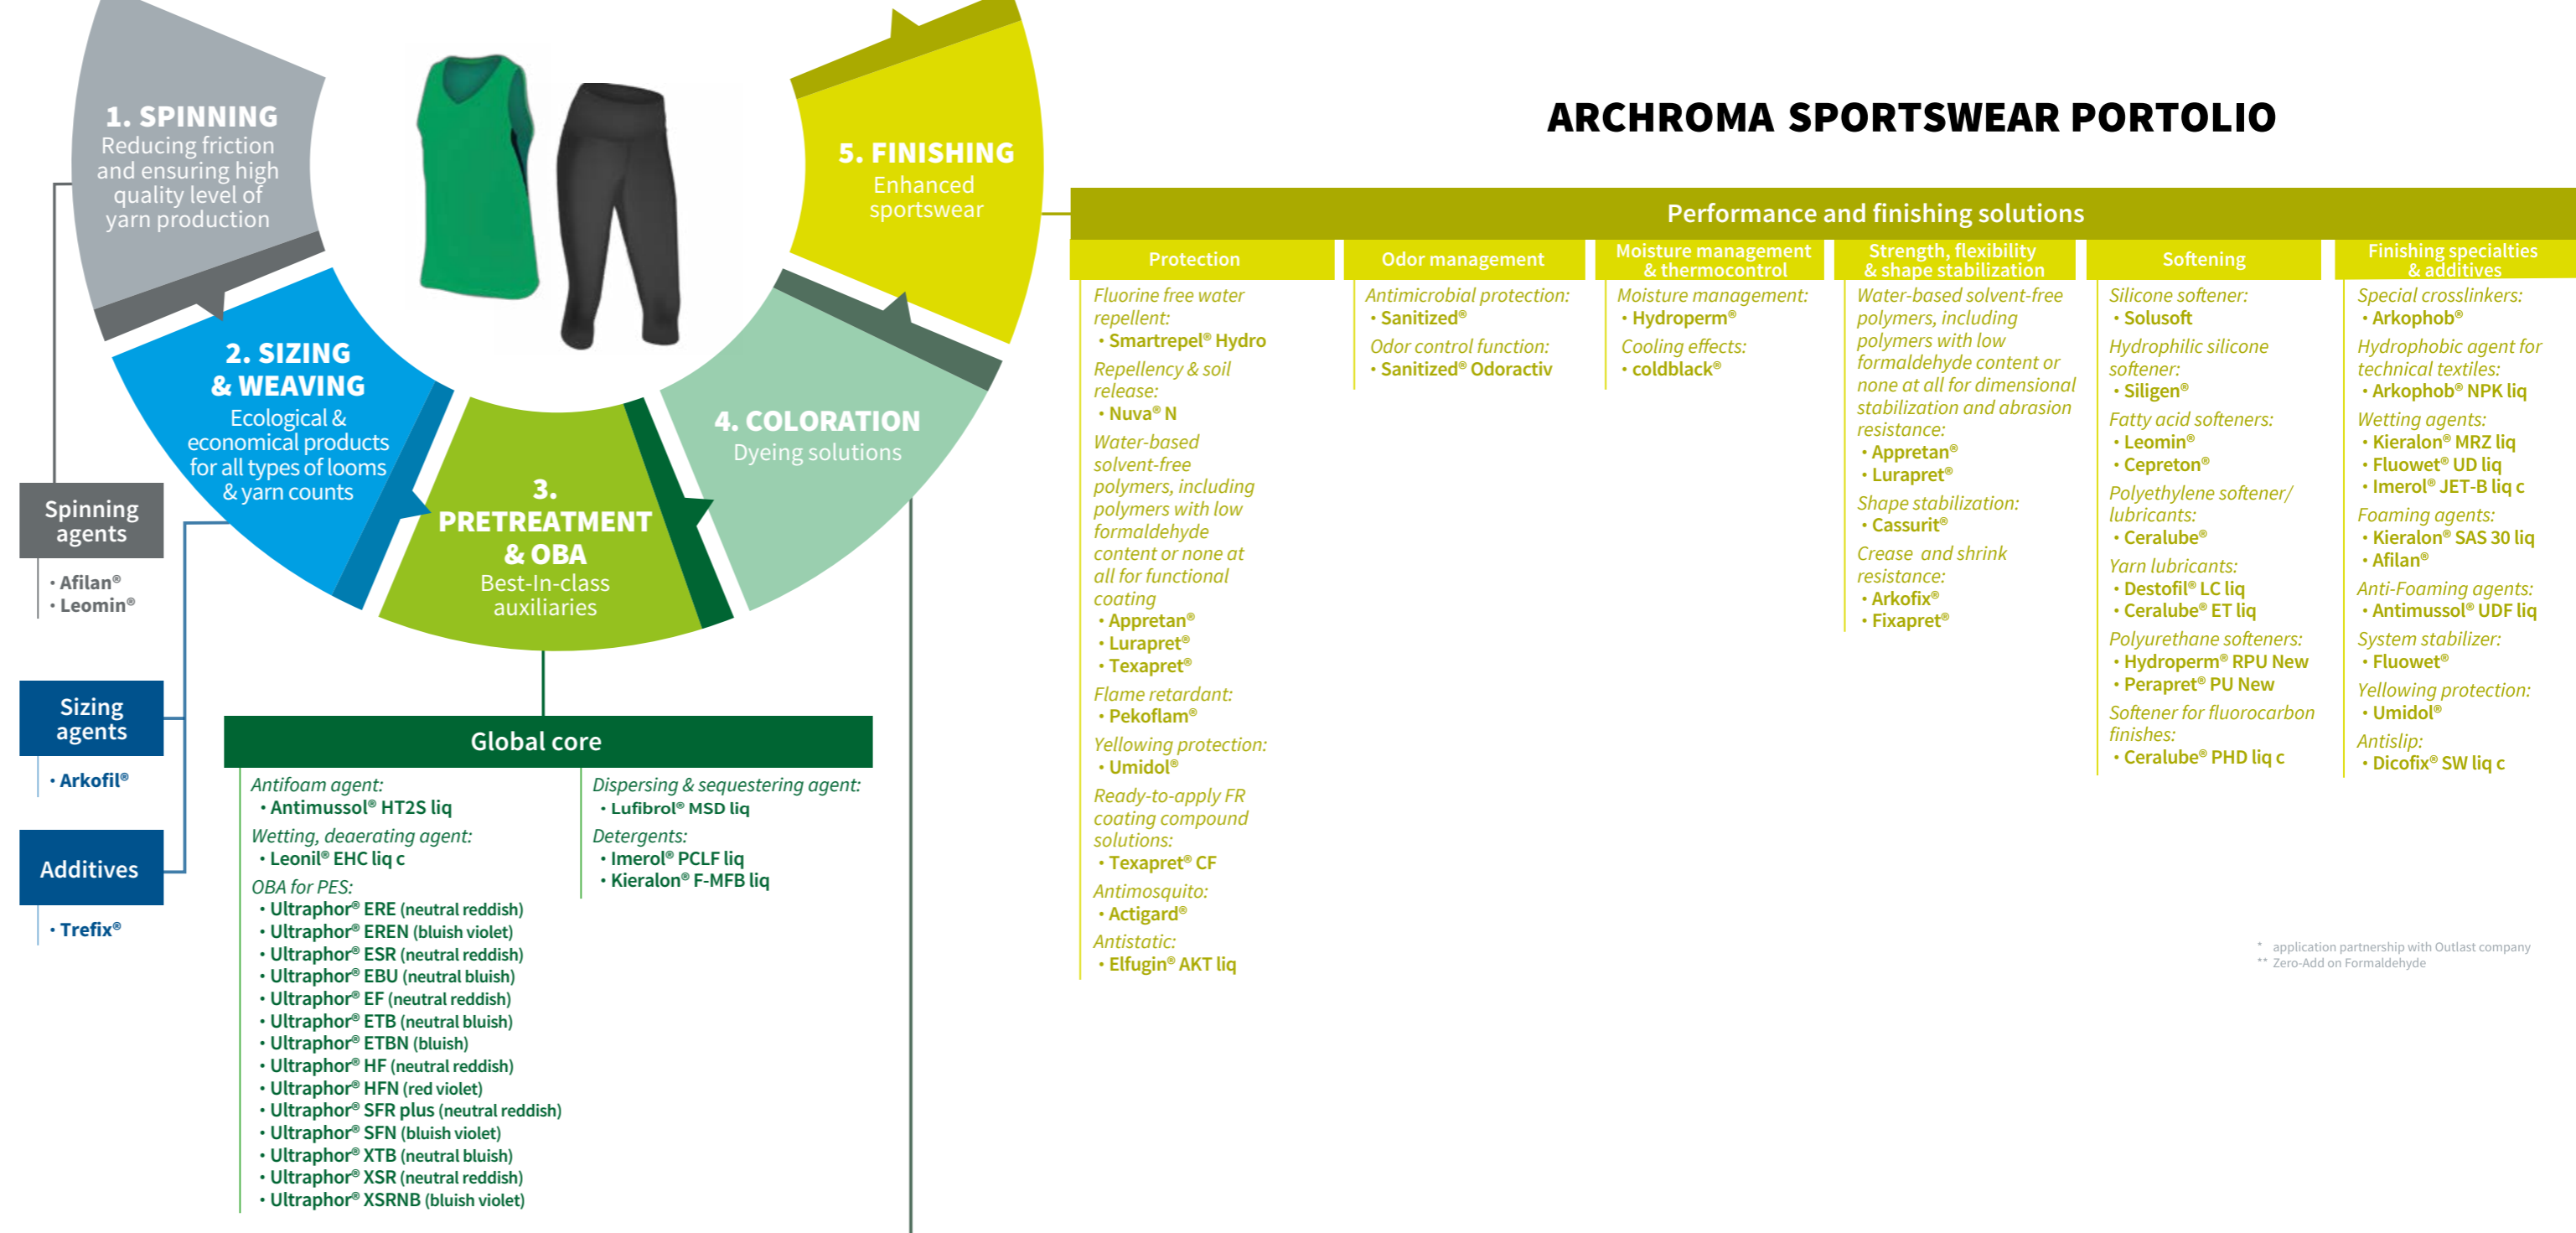 ARCHROMA SPORTSWEAR PORTOLIO
1. SPINNING
Reducing friction
and ensuring high
quality level of
yarn production
2. SIZING
& WEAVING
Ecological &
economical products
for all types of looms
& yarn counts
3.
PRETREATMENT
& OBA
Best-In-class
auxiliaries
4. COLORATION
Dyeing solutions
5. FINISHING
Enhanced
sportswear
Spinning
agents
• Afilan®
• Leomin®
Sizing
agents
• Arkofil®
Additives
• Trefix®
Global core
Antifoam agent:
• Antimussol® HT2S liq
Wetting, deaerating agent:
• Leonil® EHC liq c
OBA for PES:
• Ultraphor® ERE (neutral reddish)
• Ultraphor® EREN (bluish violet)
• Ultraphor® ESR (neutral reddish)
• Ultraphor® EBU (neutral bluish)
• Ultraphor® EF (neutral reddish)
• Ultraphor® ETB (neutral bluish)
• Ultraphor® ETBN (bluish)
• Ultraphor® HF (neutral reddish)
• Ultraphor® HFN (red violet)
• Ultraphor® SFR plus (neutral reddish)
• Ultraphor® SFN (bluish violet)
• Ultraphor® XTB (neutral bluish)
• Ultraphor® XSR (neutral reddish)
• Ultraphor® XSRNB (bluish violet)
Dispersing & sequestering agent:
• Lufibrol® MSD liq
Detergents:
• Imerol® PCLF liq
• Kieralon® F-MFB liq
Performance and finishing solutions
Protection
Fluorine free water
repellent:
• Smartrepel® Hydro
Repellency & soil
release:
• Nuva® N
Water-based
solvent-free
polymers, including
polymers with low
formaldehyde
content or none at
all for functional
coating
• Appretan®
• Lurapret®
• Texapret®
Flame retardant:
• Pekoflam®
Yellowing protection:
• Umidol®
Ready-to-apply FR
coating compound
solutions:
• Texapret® CF
Antimosquito:
• Actigard®
Antistatic:
• Elfugin® AKT liq
Odor management
Antimicrobial protection:
• Sanitized®
Odor control function:
• Sanitized® Odoractiv
Moisture management
& thermocontrol
Moisture management:
• Hydroperm®
Cooling effects:
• coldblack®
Strength, flexibility
& shape stabilization
Water-based solvent-free
polymers, including
polymers with low
formaldehyde content or
none at all for dimensional
stabilization and abrasion
resistance:
• Appretan®
• Lurapret®
Shape stabilization:
• Cassurit®
Crease and shrink
resistance:
• Arkofix®
• Fixapret®
Softening
Silicone softener:
• Solusoft
Hydrophilic silicone
softener:
• Siligen®
Fatty acid softeners:
• Leomin®
• Cepreton®
Polyethylene softener/
lubricants:
• Ceralube®
Yarn lubricants:
• Destofil® LC liq
• Ceralube® ET liq
Polyurethane softeners:
• Hydroperm® RPU New
• Perapret® PU New
Softener for fluorocarbon
finishes:
• Ceralube® PHD liq c
Finishing specialties
& additives
Special crosslinkers:
• Arkophob®
Hydrophobic agent for
technical textiles:
• Arkophob® NPK liq
Wetting agents:
• Kieralon® MRZ liq
• Fluowet® UD liq
• Imerol® JET-B liq c
Foaming agents:
• Kieralon® SAS 30 liq
• Afilan®
Anti-Foaming agents:
• Antimussol® UDF liq
System stabilizer:
• Fluowet®
Yellowing protection:
• Umidol®
Antislip:
• Dicofix® SW liq c
* application partnership with Outlast company
** Zero-Add on Formaldehyde